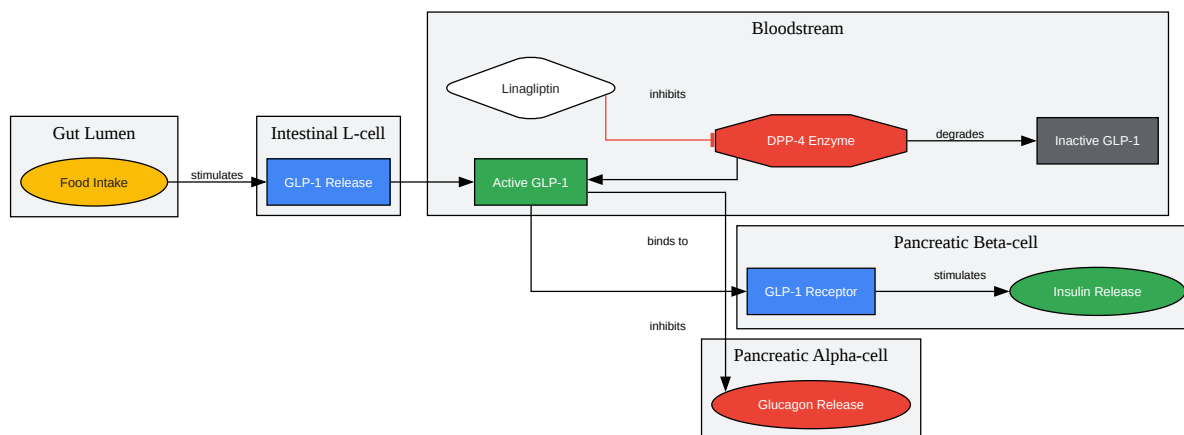 Bloodstream
Linagliptin
inhibits
Gut Lumen
Intestinal L-cell
DPP-4 Enzyme
degrades
Inactive GLP-1
Food Intake
stimulates
GLP-1 Release
Active GLP-1
binds to
Pancreatic Beta-cell
GLP-1 Receptor
stimulates
Insulin Release
inhibits
Pancreatic Alpha-cell
Glucagon Release